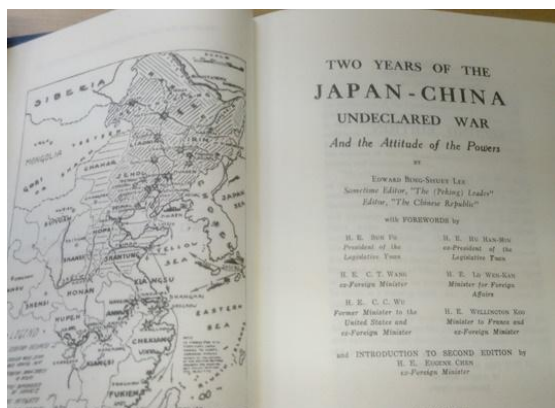 SIBERIA
MONGOLIA
GOBI
CHAHAR
JEHOL
JAPAN SEA
SHANSI
SHANTUNG
YELLOW
SEA
HONAN
KIANGSU
SHENSI
HUPEH
EASTERN
SEA
CHEKIANG
KIANGSI
FUKIEN
TWO YEARS OF THE
JAPAN-CHINA
UNDECLARED WAR
And the Attitude of the Powers
BY
EDWARD BING-SHUEY LEE
Sometime Editor, "The (Peking) Leader"
Editor, "The Chinese Republic"
with FOREWORDS by
H. E. SUN FO
President of the
Legislative Yuan
H. E. HU HAN-MIN
ex-President of the
Legislative Yuan
H. E. C. T. WANG
ex-Foreign Minister
H. E. LO WEN-KAN
Minister for Foreign
Affairs
H. E. C. C. WU
Former Minister to the
United States and
ex-Foreign Minister
H. E. WELLINGTON KOO
Minister to France and
ex-Foreign Minister
and INTRODUCTION TO SECOND EDITION by
H. E. EUGENE CHEN
ex-Foreign Minister